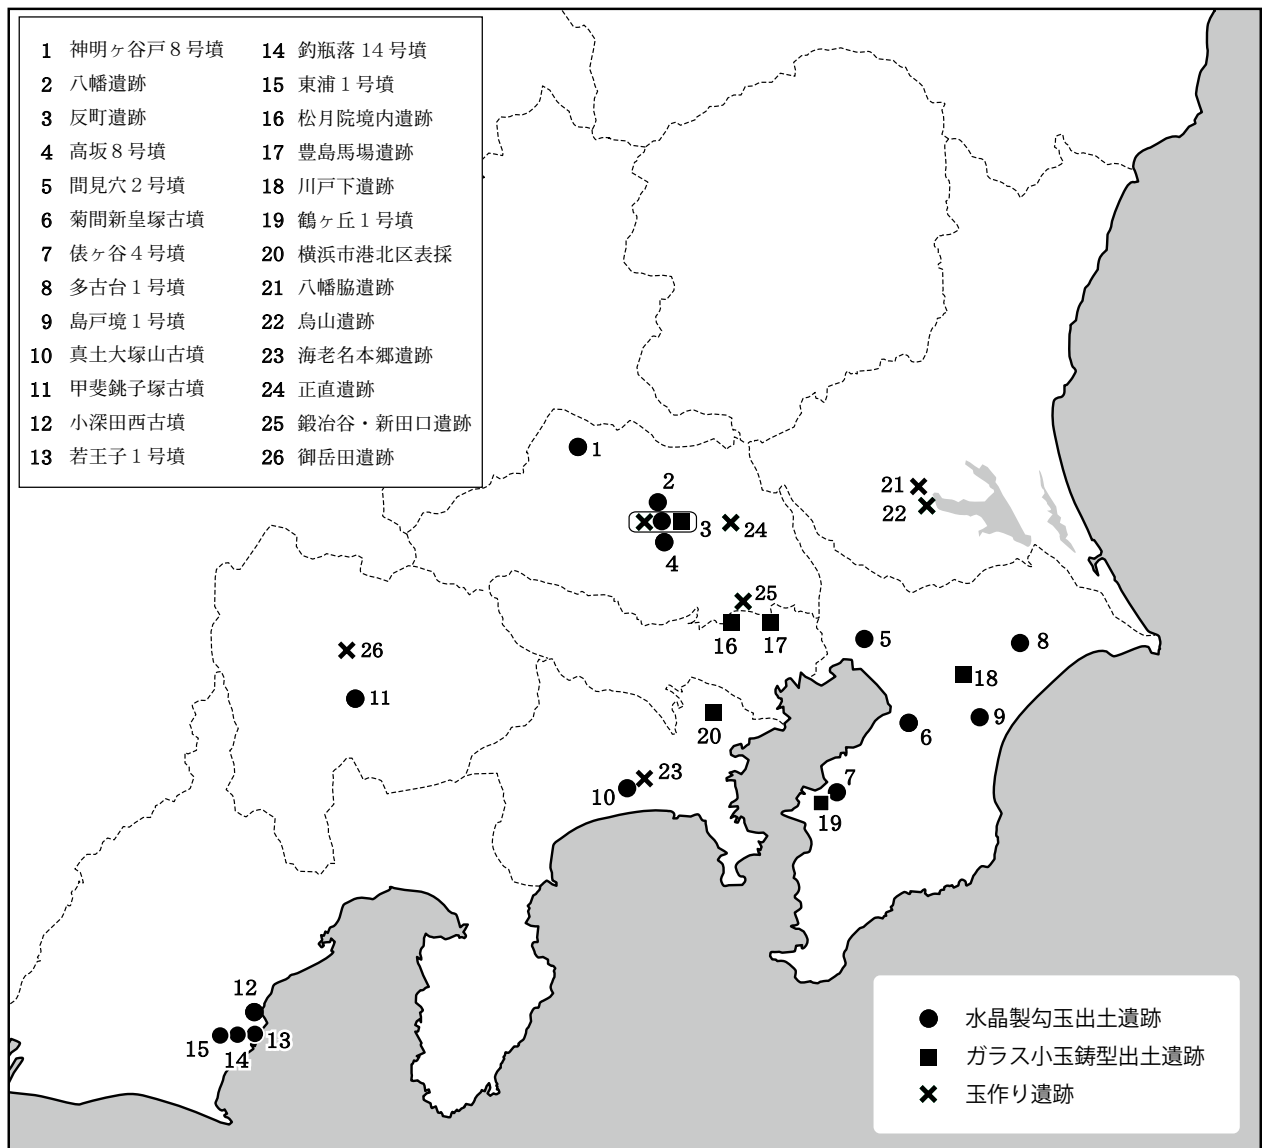 1 神明ヶ谷戸８号墳
2 八幡遺跡
3 反町遺跡
4 高坂８号墳
5 間見穴２号墳
6 菊間新皇塚古墳
7 俵ヶ谷４号墳
8 多古台１号墳
9 島戸境１号墳
10 真土大塚山古墳
11 甲斐銚子塚古墳
12 小深田西古墳
13 若王子１号墳
14 釣瓶落 14 号墳
15 東浦１号墳
16 松月院境内遺跡
17 豊島馬場遺跡
18 川戸下遺跡
19 鶴ヶ丘１号墳
20 横浜市港北区表採
21 八幡脇遺跡
22 烏山遺跡
23 海老名本郷遺跡
24 正直遺跡
25 鍛冶谷・新田口遺跡
26 御岳田遺跡
1
2
21
22
3
24
4
25
16
17
5
8
26
18
11
9
20
6
23
7
10
19
12
13
15
14
水晶製勾玉出土遺跡
ガラス小玉鋳型出土遺跡
玉作り遺跡